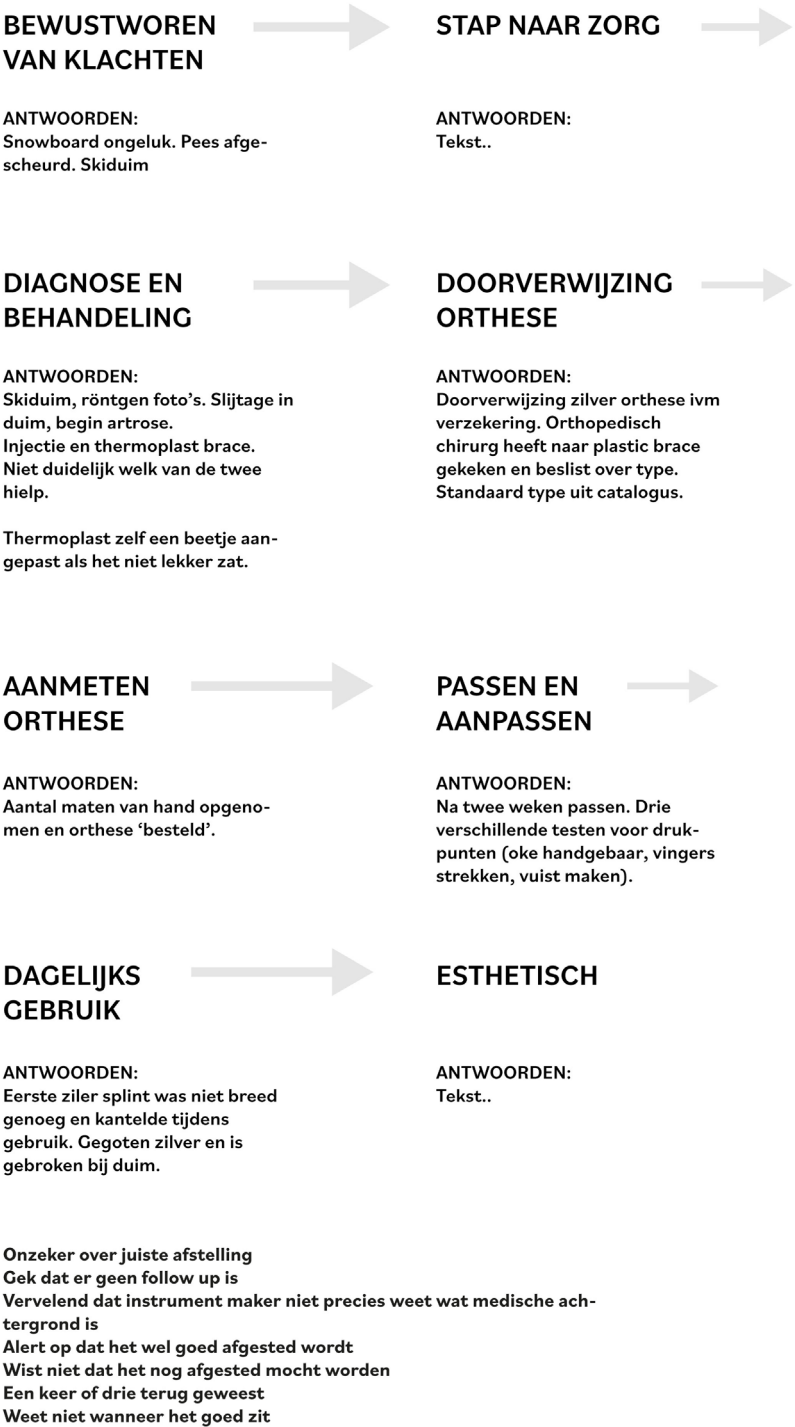 BEWUSTWOREN
VAN KLACHTEN
ANTWOORDEN:
Snowboard ongeluk. Pees afge-
scheurd. Skiduim
STAP NAAR ZORG
ANTWOORDEN:
Tekst..
DIAGNOSE EN
BEHANDELING
ANTWOORDEN:
Skiduim, röntgen foto’s. Slijtage in
duim, begin artrose.
Injectie en thermoplast brace.
Niet duidelijk welk van de twee
hielp.
Thermoplast zelf een beetje aan-
gepast als het niet lekker zat.
DOORVERWIJZING
ORTHESE
ANTWOORDEN:
Doorverwijzing zilver orthese ivm
verzekering. Orthopedisch
chirurg heeft naar plastic brace
gekeken en beslist over type.
Standaard type uit catalogus.
AANMETEN
ORTHESE
ANTWOORDEN:
Aantal maten van hand opgeno-
men en orthese ‘besteld’.
PASSEN EN
AANPASSEN
ANTWOORDEN:
Na twee weken passen. Drie
verschillende testen voor druk-
punten (oke handgebaar, vingers
strekken, vuist maken).
DAGELIJKS
GEBRUIK
ANTWOORDEN:
Eerste ziler splint was niet breed
genoeg en kantelde tijdens
gebruik. Gegoten zilver en is
gebroken bij duim.
ESTHETISCH
ANTWOORDEN:
Tekst..
Onzeker over juiste afstelling
Gek dat er geen follow up is
Vervelend dat instrument maker niet precies weet wat medische ach-
tergrond is
Alert op dat het wel goed afgested wordt
Wist niet dat het nog afgested mocht worden
Een keer of drie terug geweest
Weet niet wanneer het goed zit